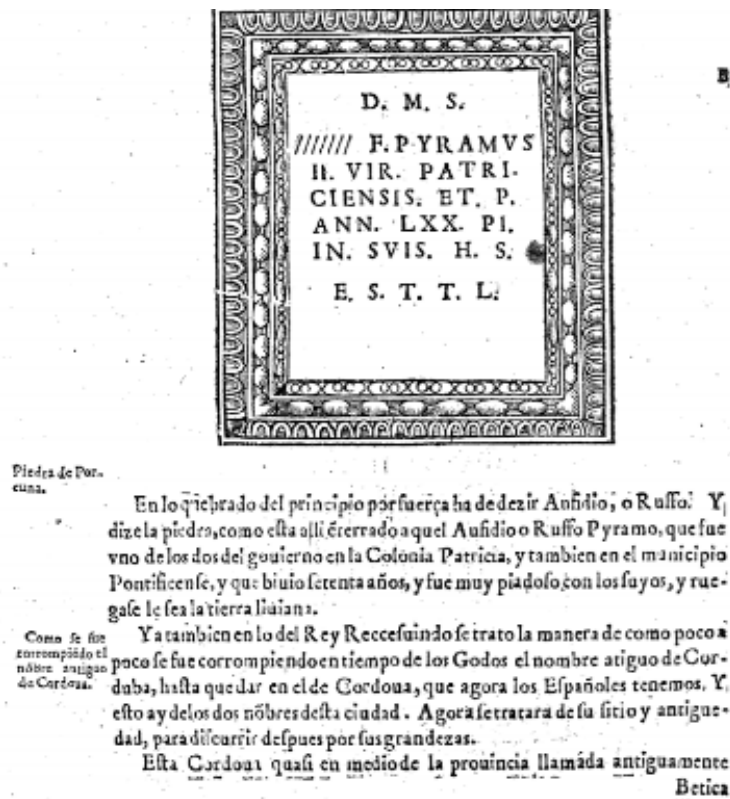 D. M. S.
/////// F. PYRAMVS
II. VIR. PATRI-
CIENSIS. ET. P.
ANN. LXX. PI.
IN. SVIS. H. S.
E. S. T. T. L.
Piedra de Por-
cuna.
En lo q̃ebrado del principio por fuerça ha de dezir Aufidio, o Ruffo. Y
dize la piedra, como esta alli ẽterrado aquel Aufidio o Ruffo Pyramo, que fue
vno de los dos del gouierno en la Colonia Patricia, y tambien en el municipio
Pontificense, y que biuio setenta años, y fue muy piadoso con los suyos, y rue-
gase le sea la tierra liuiana.
Como se fue
corrompiẽdo el
nõbre antiguo
de Cordoua.
Ya tambien en lo del Rey Reccesuindo se trato la manera de como poco a
poco se fue corrompiendo en tiempo de los Godos el nombre atiguo de Cor-
duba, hasta quedar en el de Cordoua, que agora los Españoles tenemos. Y
esto ay de los dos nõbres desta ciudad. Agora se tratara de su sitio y antigue-
dad, para discurrir despues por sus grandezas.
Esta Cordoua quasi en medio de la prouincia llamada antiguamente
Betica